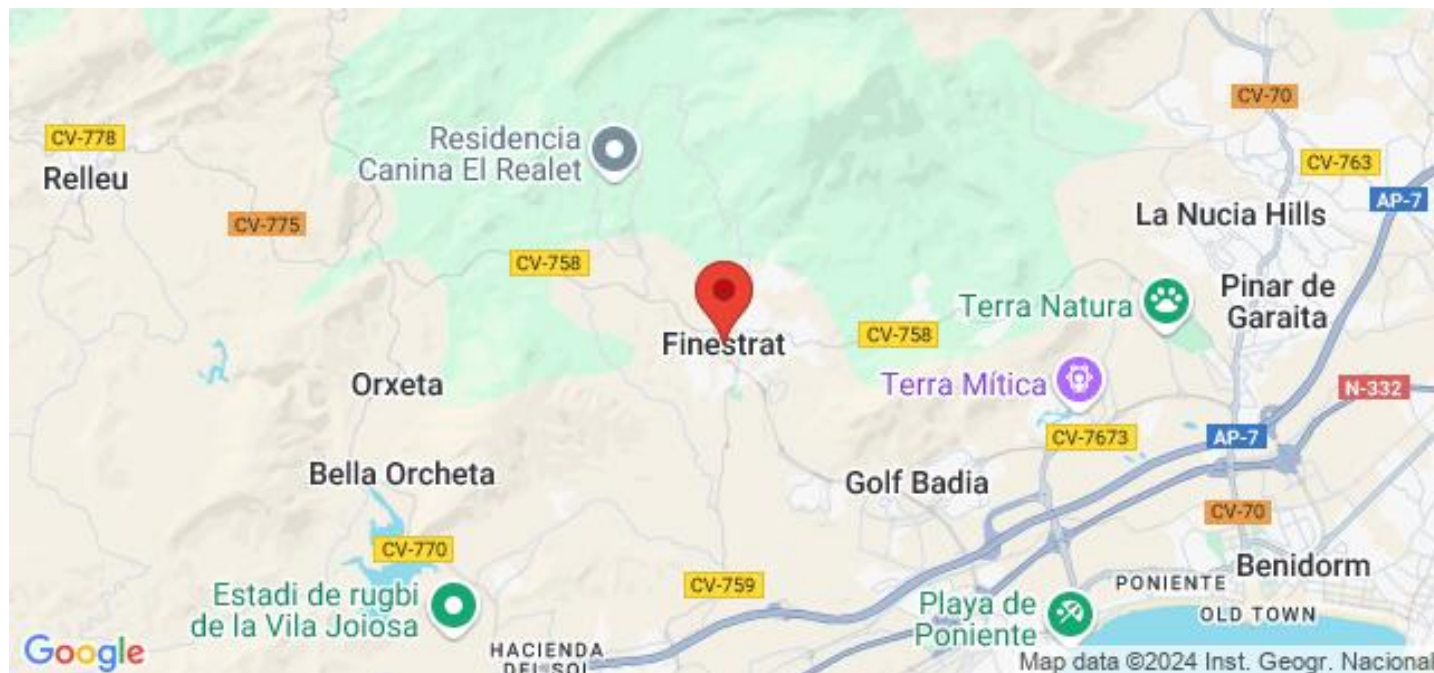 CV-70
CV-778
Residencia
Canina El Realet
CV-763
Relleu
AP-7
La Nucia Hills
CV-775
CV-758
Terra Natura
Pinar de
Garaita
Finestrat
CV-758
Orxeta
Terra Mítica
N-332
CV-7673
AP-7
Bella Orcheta
Golf Badia
CV-70
CV-770
Benidorm
CV-759
PONIENTE
Estadi de rugbi
de la Vila Joiosa
Playa de
Poniente
OLD TOWN
HACIENDA
DEL SOL
Google
Map data ©2024 Inst. Geogr. Nacional